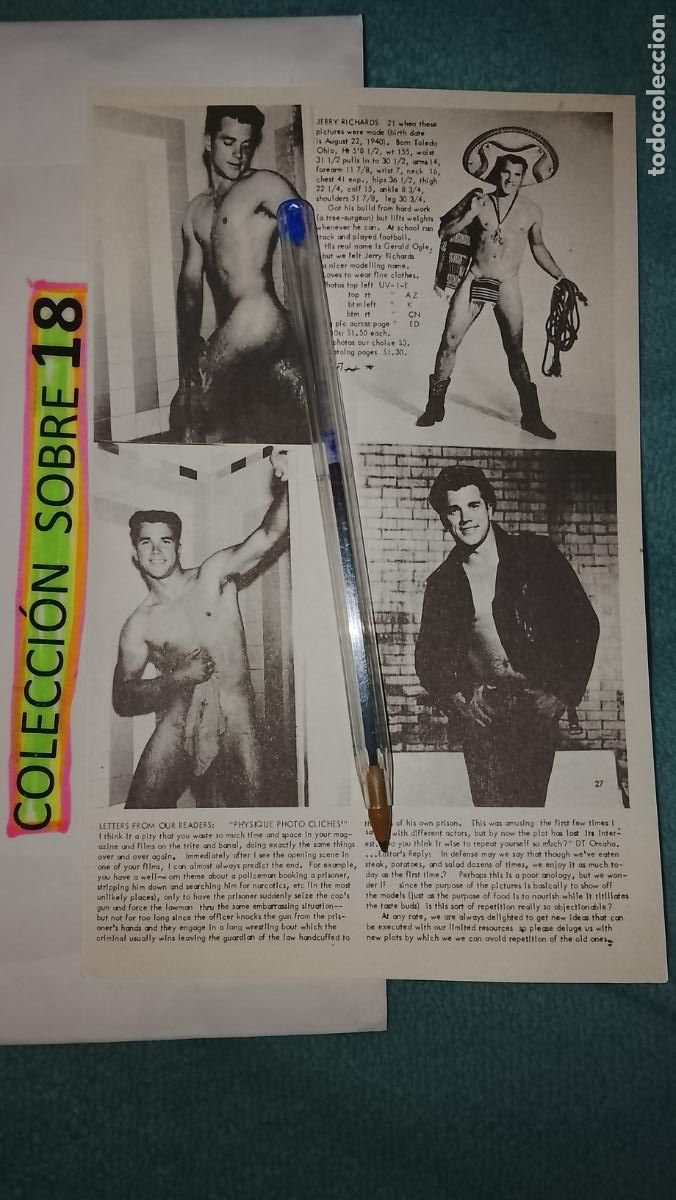 todocoleccion
COLECCIÓN SOBRE 18
JERRY RICHARDS 21 when these
pictures were made (birth date
is August 22, 1940). Born Toledo
Ohio, Ht 5'8 1/2, wt 155, waist
31 1/2 pulls in to 30 1/2, arms 14,
forearm 11 7/8, wrist 7, neck 16,
chest 41 exp., hips 36 1/2, thigh
22 1/4, calf 15, ankle 8 3/4,
shoulders 51 7/8, leg 30 3/4.
Got his build from hard work
(a tree-surgeon) but lifts weights
whenever he can. At school ran
track and played football.
His real name is Gerald Ogle,
but we felt Jerry Richards
a nicer modelling name.
Loves to wear fine clothes.
Photos top left UV-1-E
top rt " AZ
btm left " K
btm rt " CN
pic across page " ED
$1.50 each.
photos our choice $3,
catalog pages $1.30.
27
LETTERS FROM OUR READERS: "PHYSIQUE PHOTO CLICHES"
I think it a pity that you waste so much time and space in your mag-
azine and films on the trite and banal, doing exactly the same things
over and over again. Immediately after I see the opening scene in
one of your films, I can almost always predict the end. For example,
you have a well-worn theme about a policeman booking a prisoner,
stripping him down and searching him for narcotics, etc (in the most
unlikely places), only to have the prisoner suddenly seize the cop's
gun and force the lawman thru the same embarrassing situation--
but not for too long since the officer knocks the gun from the pris-
oner's hands and they engage in a long wrestling bout which the
criminal usually wins leaving the guardian of the law handcuffed to
of his own prison. This was amusing the first few times I
with different actors, but by now the plot has lost its inter-
est. Do you think it wise to repeat yourself so much?" DT Omaha.
...Editor's Reply: In defense may we say that though we've eaten
steak, potatoes, and salad dozens of times, we enjoy it as much to-
day as the first time.? Perhaps this is a poor anology, but we won-
der if since the purpose of the pictures is basically to show off
the models (just as the purpose of food is to nourish while it titillates
the taste buds) is this sort of repetition really so objectionable?
At any rate, we are always delighted to get new ideas that can
be executed with our limited resources so please deluge us with
new plots by which we we can avoid repetition of the old ones.